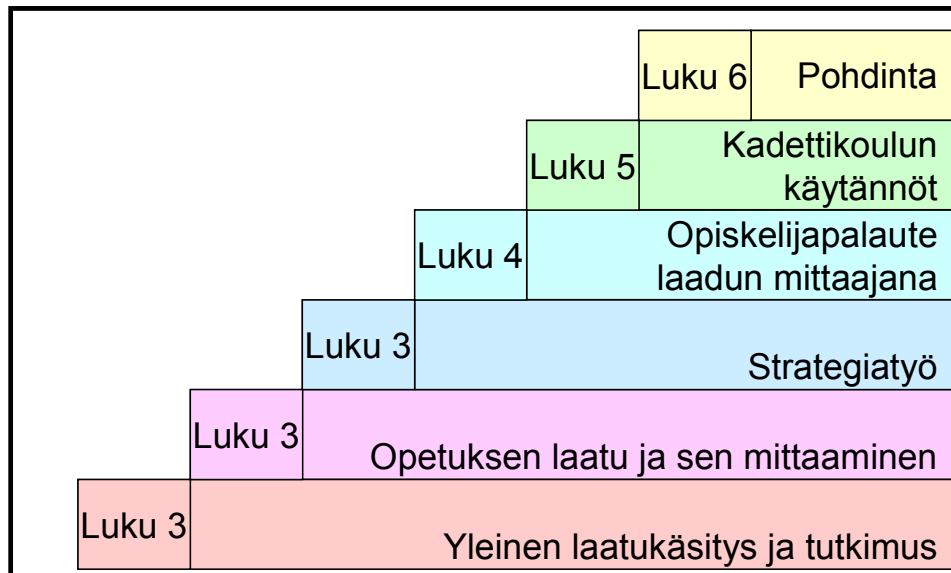 Luku 6 Pohdinta
Luku 5 Kadettikoulun
käytännöt
Luku 4 Opiskelijapalaute
laadun mittaajana
Luku 3 Strategiatyö
Luku 3 Opetuksen laatu ja sen mittaaminen
Luku 3 Yleinen laatukäsitys ja tutkimus